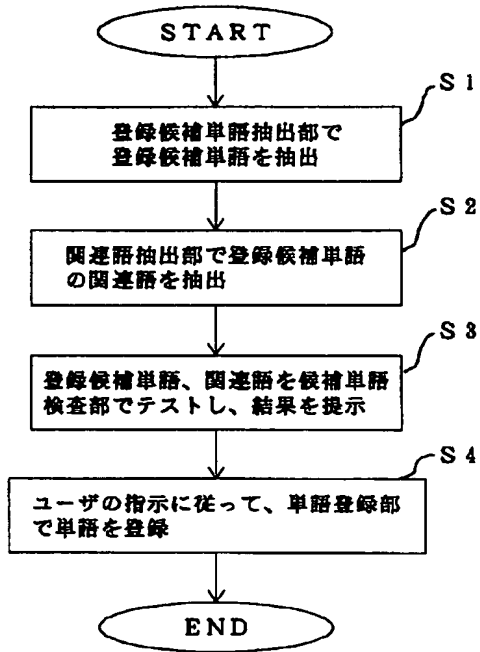 START
S1
登録候補単語抽出部で
登録候補単語を抽出
S2
関連語抽出部で登録候補単語
の関連語を抽出
S3
登録候補単語、関連語を候補単語
検査部でテストし、結果を提示
S4
ユーザの指示に従って、単語登録部
で単語を登録
END